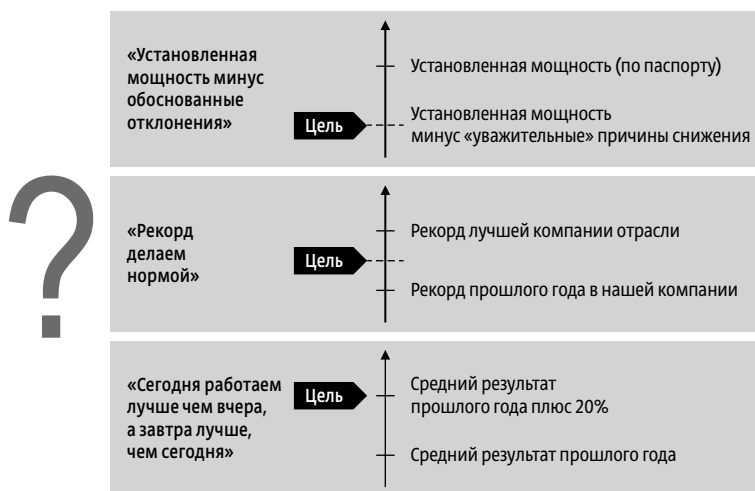 ?
«Установленная
мощность минус
обоснованные
отклонения»
Цель
Установленная мощность (по паспорту)
Установленная мощность
минус «уважительные» причины снижения
«Рекорд
делаем
нормой»
Цель
Рекорд лучшей компании отрасли
Рекорд прошлого года в нашей компании
«Сегодня работаем
лучше чем вчера,
а завтра лучше,
чем сегодня»
Цель
Средний результат
прошлого года плюс 20%
Средний результат прошлого года